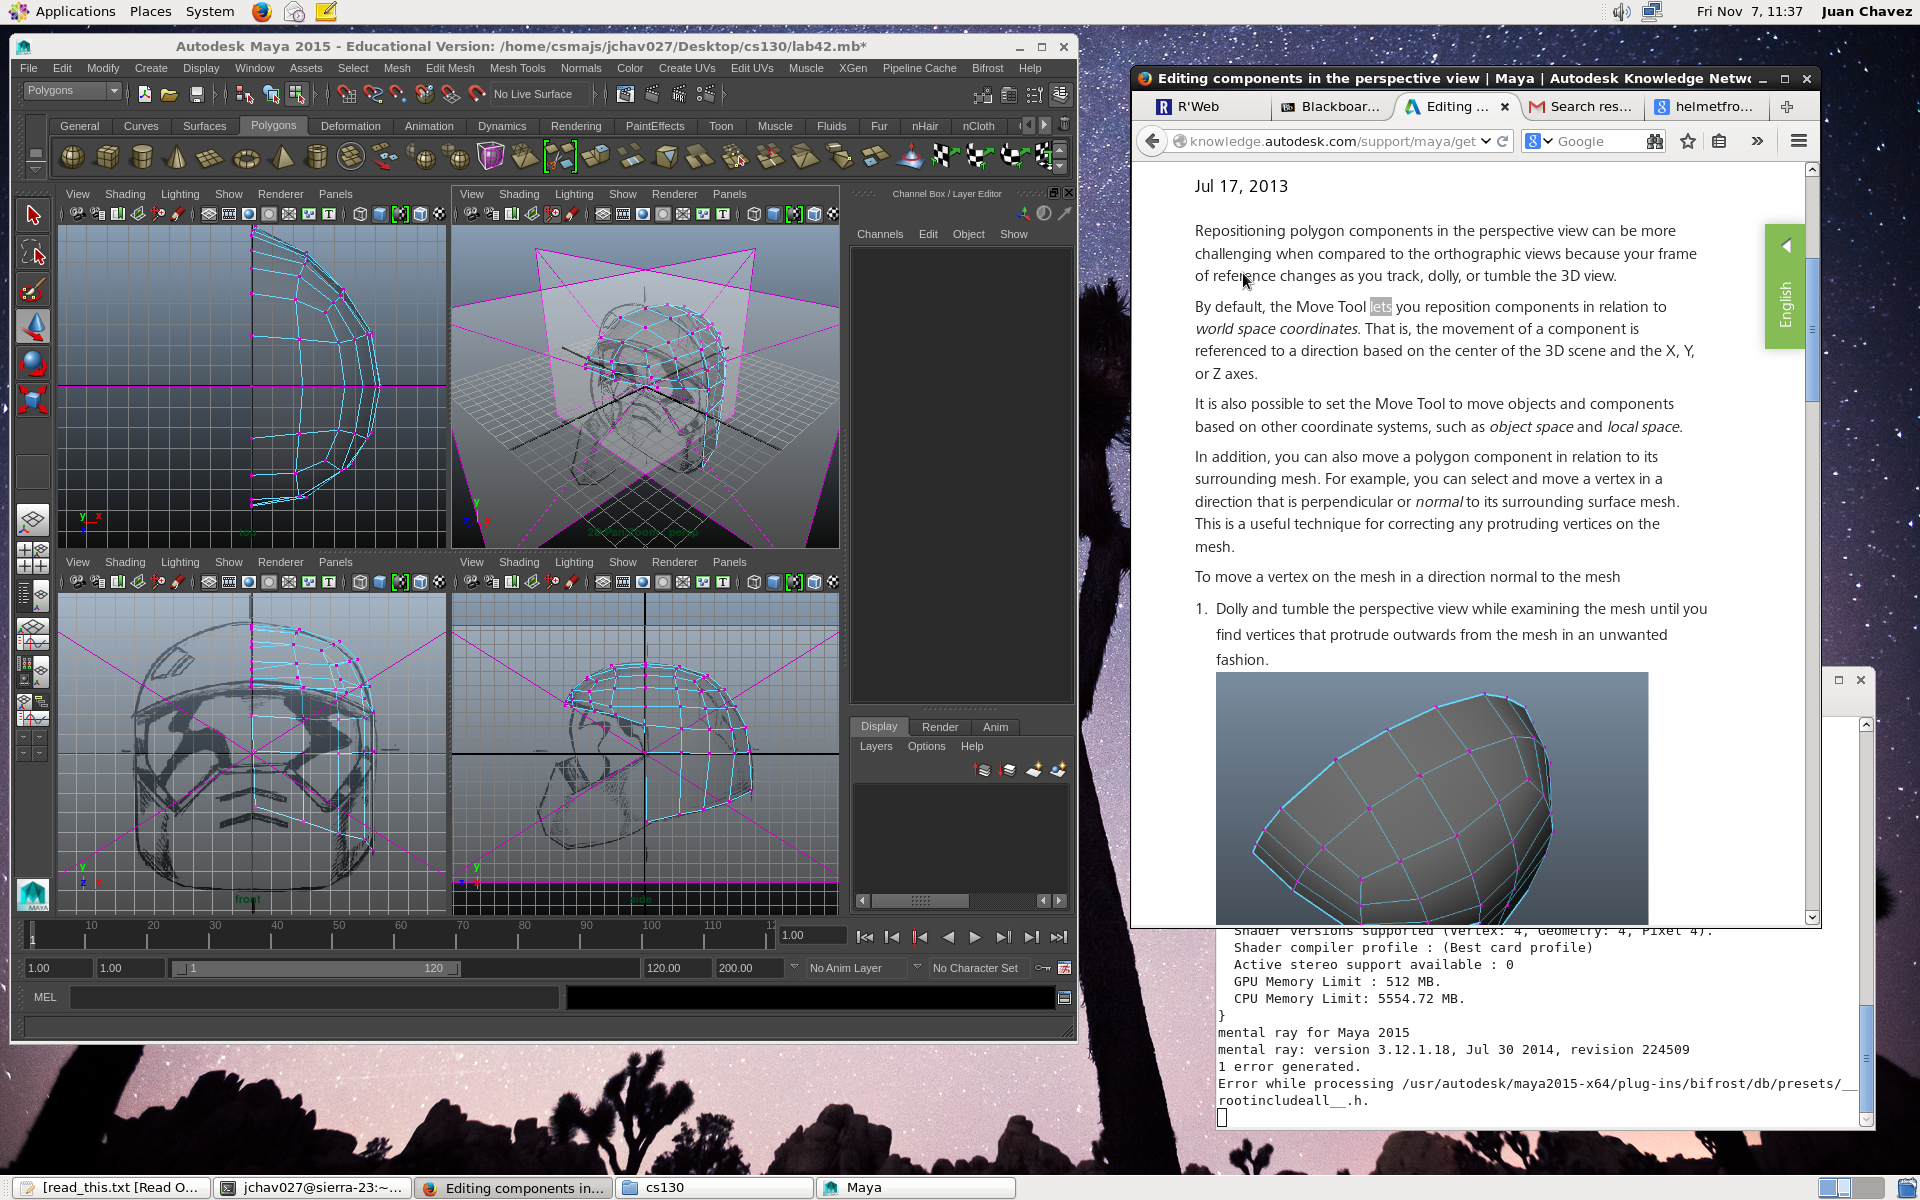 Applications Places System Fri Nov 7, 11:37 Juan Chavez
Autodesk Maya 2015 - Educational Version: /home/csmajs/jchav027/Desktop/cs130/lab42.mb*
File Edit Modify Create Display Window Assets Select Mesh Edit Mesh Mesh Tools Normals Color Create UVs Edit UVs Muscle XGen Pipeline Cache Bifrost Help
Polygons No Live Surface
General Curves Surfaces Polygons Deformation Animation Dynamics Rendering PaintEffects Toon Muscle Fluids Fur nHair nCloth
View Shading Lighting Show Renderer Panels
View Shading Lighting Show Renderer Panels
Channel Box / Layer Editor
Channels Edit Object Show
y x
top
y
z x
persp
View Shading Lighting Show Renderer Panels
View Shading Lighting Show Renderer Panels
y
z x
front
y
side
Display Render Anim
Layers Options Help
MAYA
1 10 20 30 40 50 60 70 80 90 100 110 12
1.00
1.00 1.00 1 120 120.00 200.00 No Anim Layer No Character Set
MEL
Editing components in the perspective view | Maya | Autodesk Knowledge Netwo
R'Web Blackboar... Editing ... Search res... helmetfro...
knowledge.autodesk.com/support/maya/get Google
English
Jul 17, 2013
Repositioning polygon components in the perspective view can be more
challenging when compared to the orthographic views because your frame
of reference changes as you track, dolly, or tumble the 3D view.
By default, the Move Tool lets you reposition components in relation to
world space coordinates. That is, the movement of a component is
referenced to a direction based on the center of the 3D scene and the X, Y,
or Z axes.
It is also possible to set the Move Tool to move objects and components
based on other coordinate systems, such as object space and local space.
In addition, you can also move a polygon component in relation to its
surrounding mesh. For example, you can select and move a vertex in a
direction that is perpendicular or normal to its surrounding surface mesh.
This is a useful technique for correcting any protruding vertices on the
mesh.
To move a vertex on the mesh in a direction normal to the mesh
1. Dolly and tumble the perspective view while examining the mesh until you
find vertices that protrude outwards from the mesh in an unwanted
fashion.
Shader versions supported (Vertex: 4, Geometry: 4, Pixel 4).
Shader compiler profile : (Best card profile)
Active stereo support available : 0
GPU Memory Limit : 512 MB.
CPU Memory Limit: 5554.72 MB.
}
mental ray for Maya 2015
mental ray: version 3.12.1.18, Jul 30 2014, revision 224509
1 error generated.
Error while processing /usr/autodesk/maya2015-x64/plug-ins/bifrost/db/presets/__
rootincludeall__.h.
[read_this.txt [Read O... jchav027@sierra-23:~... Editing components in... cs130 Maya